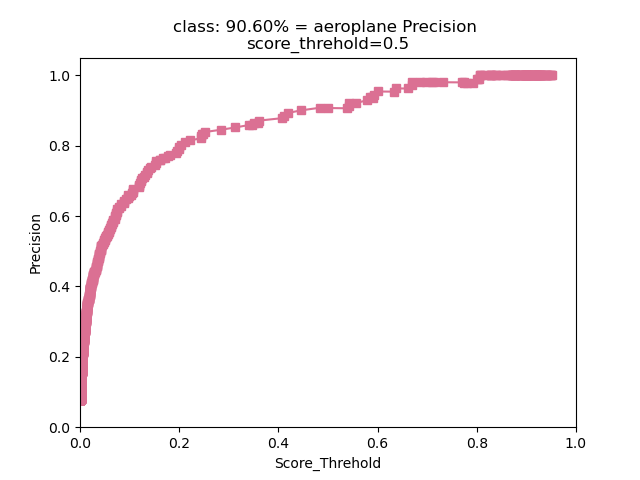 class: 90.60% = aeroplane Precision
score_threhold=0.5
1.0
0.8
0.6
0.4
0.2
0.0
Precision
0.0 0.2 0.4 0.6 0.8 1.0
Score_Threhold